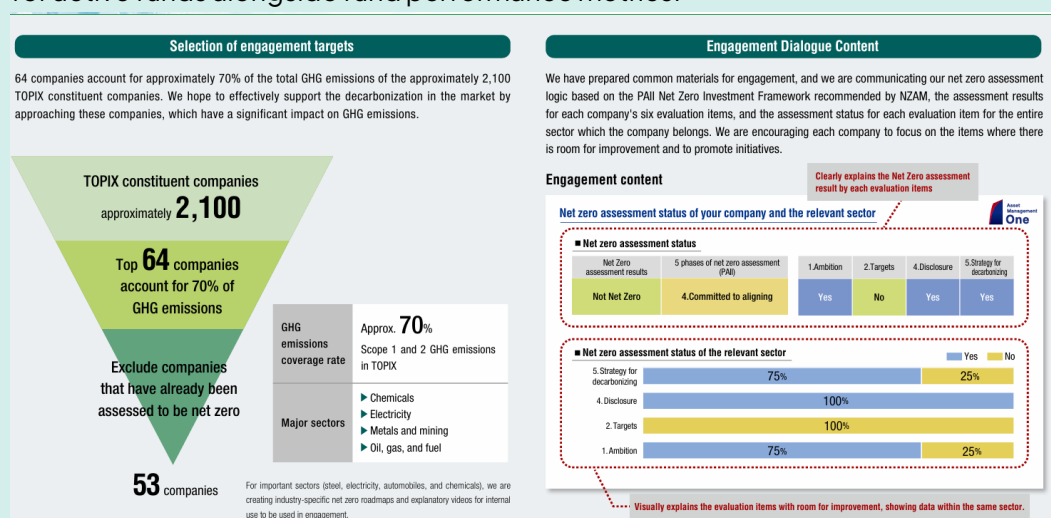 for active funds alongside fund performance metrics.
Selection of engagement targets
64 companies account for approximately 70% of the total GHG emissions of the approximately 2,100
TOPIX constituent companies. We hope to effectively support the decarbonization in the market by
approaching these companies, which have a significant impact on GHG emissions.
TOPIX constituent companies
approximately 2,100
Top 64 companies
account for 70% of
GHG emissions
Exclude companies
that have already been
assessed to be net zero
53 companies
GHG
emissions
coverage rate
Approx. 70%
Scope 1 and 2 GHG emissions
in TOPIX
Major sectors
▶ Chemicals
▶ Electricity
▶ Metals and mining
▶ Oil, gas, and fuel
For important sectors (steel, electricity, automobiles, and chemicals), we are
creating industry-specific net zero roadmaps and explanatory videos for internal
use to be used in engagement.
Engagement Dialogue Content
We have prepared common materials for engagement, and we are communicating our net zero assessment
logic based on the PAII Net Zero Investment Framework recommended by NZAM, the assessment results
for each company's six evaluation items, and the assessment status for each evaluation item for the entire
sector which the company belongs. We are encouraging each company to focus on the items where there
is room for improvement and to promote initiatives.
Engagement content
Clearly explains the Net Zero assessment
result by each evaluation items
Net zero assessment status of your company and the relevant sector
Asset
Management
One
■ Net zero assessment status
Net Zero
assessment results
5 phases of net zero assessment
(PAII)
1.Ambition
2.Targets
4.Disclosure
5.Strategy for
decarbonizing
Not Net Zero
4.Committed to aligning
Yes
No
Yes
Yes
■ Net zero assessment status of the relevant sector
Yes
No
5.Strategy for
decarbonizing
75%
25%
4. Disclosure
100%
2. Targets
100%
1. Ambition
75%
25%
Visually explains the evaluation items with room for improvement, showing data within the same sector.